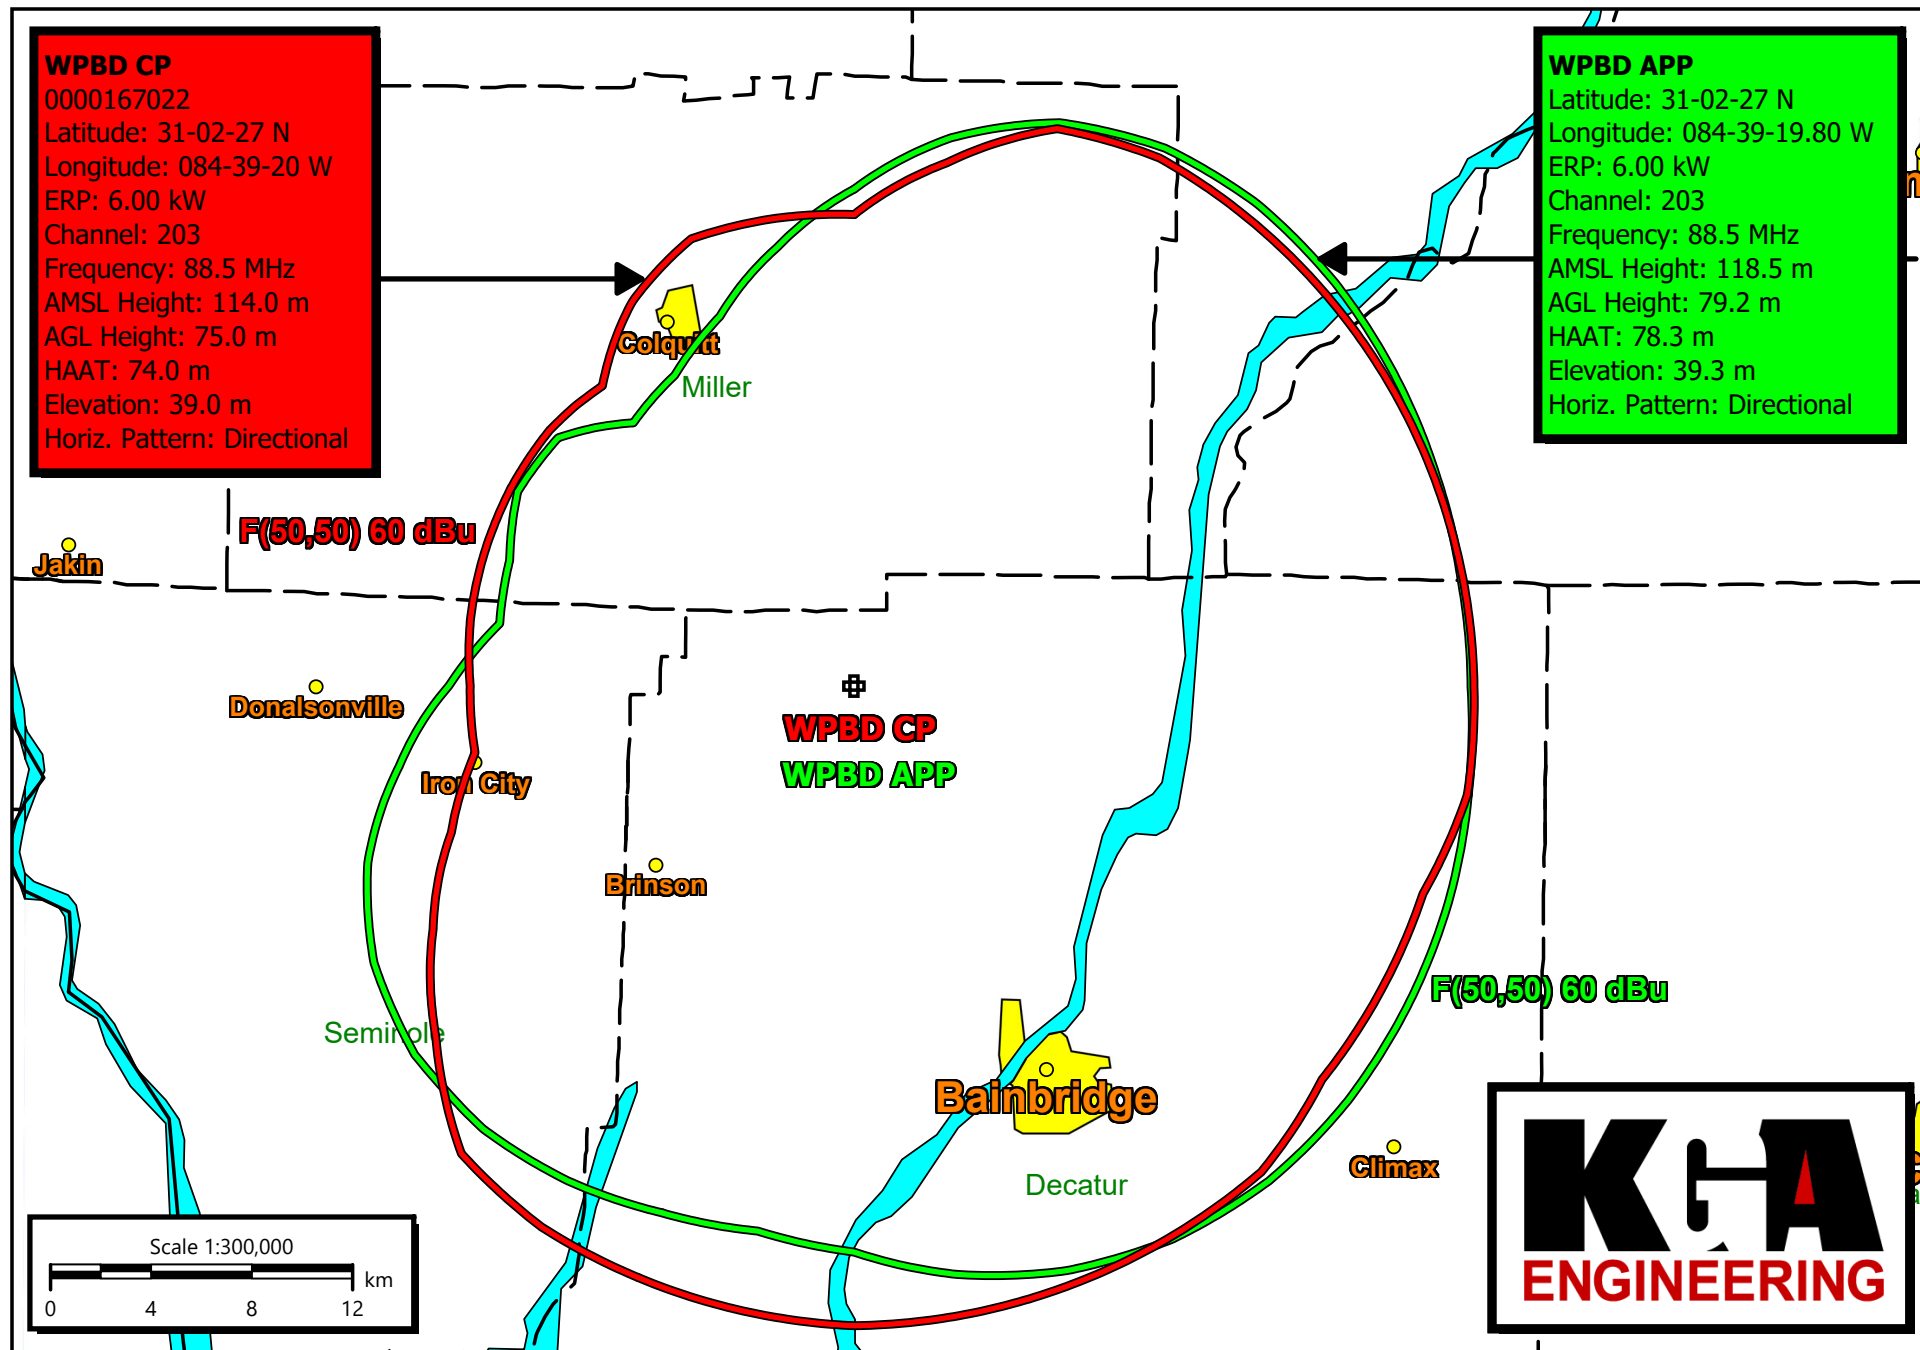 WPBD CP
0000167022
Latitude: 31-02-27 N
Longitude: 084-39-20 W
ERP: 6.00 kW
Channel: 203
Frequency: 88.5 MHz
AMSL Height: 114.0 m
AGL Height: 75.0 m
HAAT: 74.0 m
Elevation: 39.0 m
Horiz. Pattern: Directional
WPBD APP
Latitude: 31-02-27 N
Longitude: 084-39-19.80 W
ERP: 6.00 kW
Channel: 203
Frequency: 88.5 MHz
AMSL Height: 118.5 m
AGL Height: 79.2 m
HAAT: 78.3 m
Elevation: 39.3 m
Horiz. Pattern: Directional
Colquitt
Miller
F(50,50) 60 dBu
Jakin
Donalsonville
WPBD CP
WPBD APP
Iron City
Brinson
F(50,50) 60 dBu
Seminole
Bainbridge
Climax
Decatur
Scale 1:300,000
km
0 4 8 12
KGA
ENGINEERING